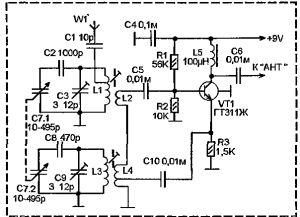 W1
C1 10p
C2 1000p
C4 0,1м
+9V
R1
56K
L5
100μH
C6
0,01м
К "АНТ"
C5
0,01м
L1
L2
C3
3 12p
C7.1
10-495p
C8 470p
R2
10K
VT1
ГТ311Ж
C10 0,01м
R3
1,5K
C7.2
10-495p
C9
3 12p
L3
L4